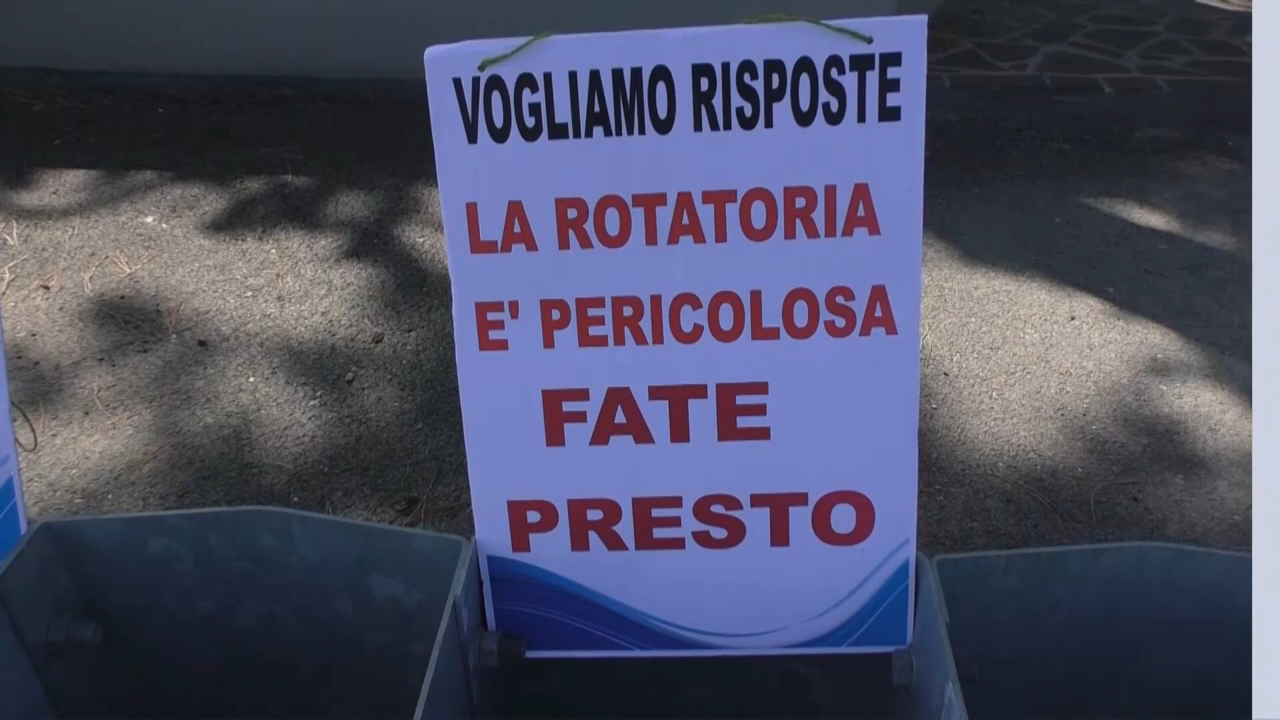 VOGLIAMO RISPOSTE
LA ROTATORIA
E' PERICOLOSA
FATE
PRESTO